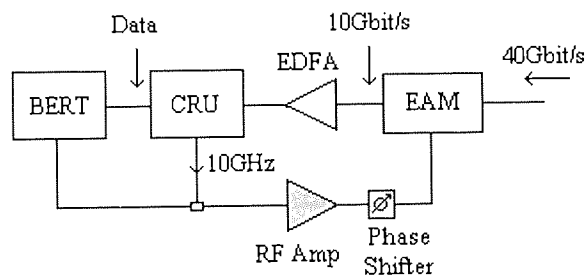 Data
10Gbit/s
EDFA
40Gbit/s
BERT
CRU
EAM
10GHz
RF Amp
Phase
Shifter